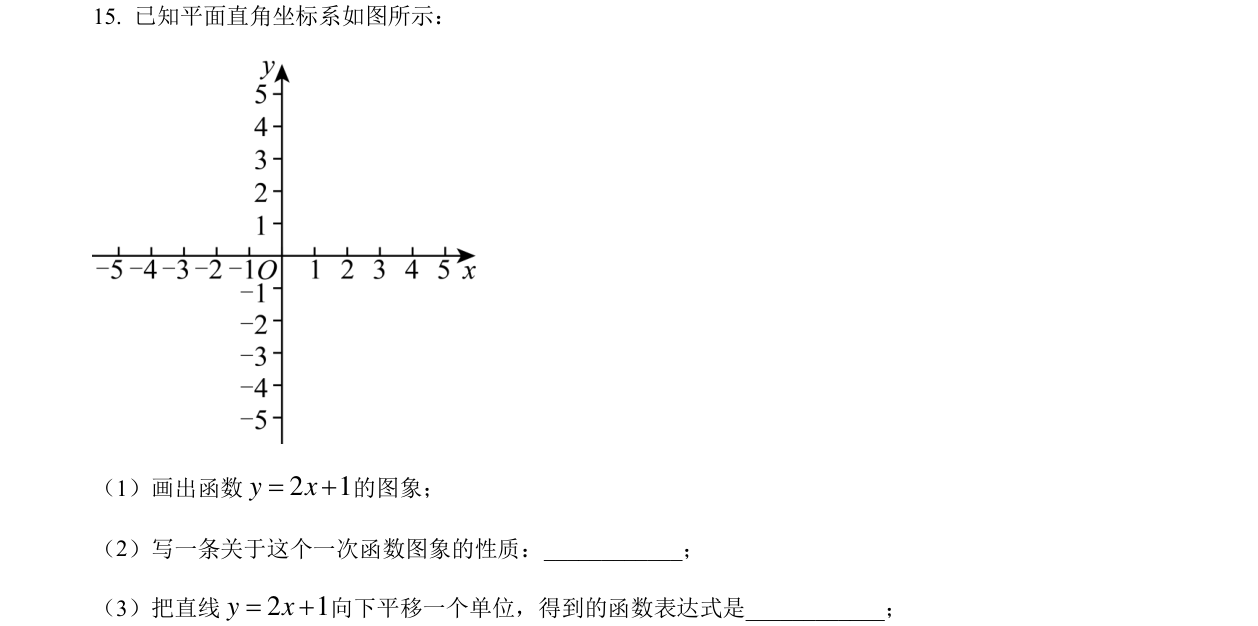 15. 已知平面直角坐标系如图所示：
y
5
4
3
2
1
-5 -4 -3 -2 -1 O 1 2 3 4 5 x
-1
-2
-3
-4
-5
（1）画出函数 y = 2x+1的图象；
（2）写一条关于这个一次函数图象的性质：____________；
（3）把直线 y = 2x+1向下平移一个单位，得到的函数表达式是____________；